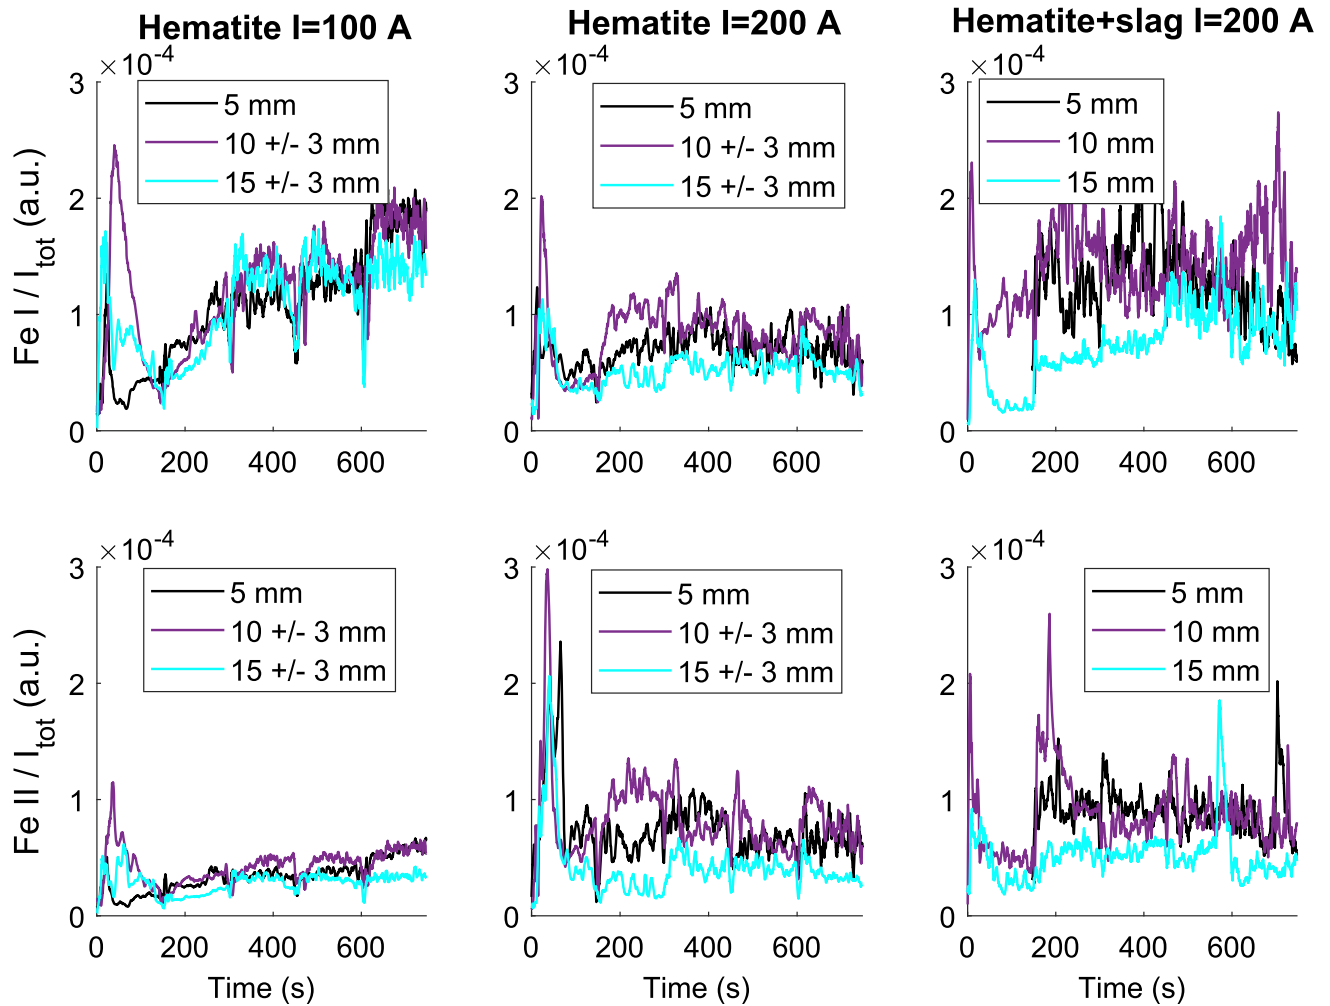 Hematite I=100 A
Hematite I=200 A
Hematite+slag I=200 A
×10⁻⁴
3
2
1
0
0 200 400 600
Fe I / I_tot (a.u.)
5 mm
10 +/- 3 mm
15 +/- 3 mm
×10⁻⁴
3
2
1
0
0 200 400 600
5 mm
10 +/- 3 mm
15 +/- 3 mm
×10⁻⁴
3
2
1
0
0 200 400 600
5 mm
10 mm
15 mm
×10⁻⁴
3
2
1
0
0 200 400 600
Fe II / I_tot (a.u.)
Time (s)
5 mm
10 +/- 3 mm
15 +/- 3 mm
×10⁻⁴
3
2
1
0
0 200 400 600
Time (s)
5 mm
10 +/- 3 mm
15 +/- 3 mm
×10⁻⁴
3
2
1
0
0 200 400 600
Time (s)
5 mm
10 mm
15 mm